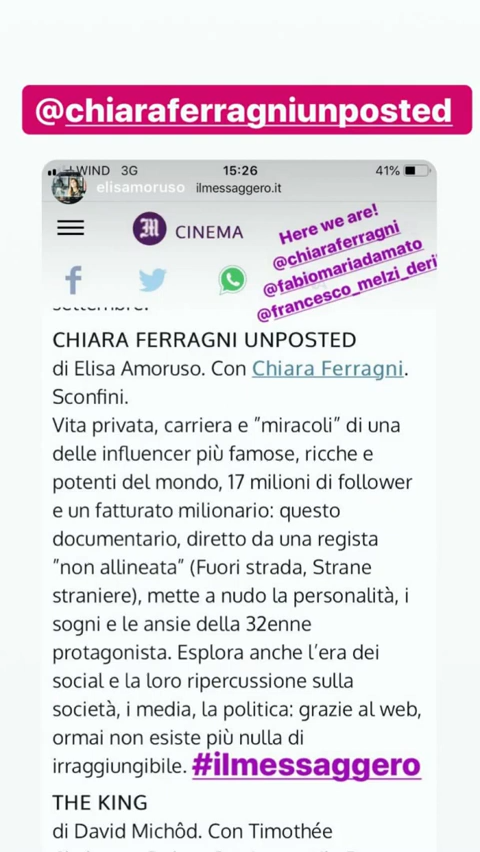 @chiaraferragniunposted
WIND 3G 15:26 41%
elisamoruso ilmessaggero.it
M CINEMA
Here we are!
@chiaraferragni
@fabiomariadamato
@francesco_melzi_deri
settembre.
CHIARA FERRAGNI UNPOSTED
di Elisa Amoruso. Con Chiara Ferragni.
Sconfini.
Vita privata, carriera e ”miracoli” di una
delle influencer più famose, ricche e
potenti del mondo, 17 milioni di follower
e un fatturato milionario: questo
documentario, diretto da una regista
”non allineata” (Fuori strada, Strane
straniere), mette a nudo la personalità, i
sogni e le ansie della 32enne
protagonista. Esplora anche l’era dei
social e la loro ripercussione sulla
società, i media, la politica: grazie al web,
ormai non esiste più nulla di
irraggiungibile. #ilmessaggero
THE KING
di David Michôd. Con Timothée